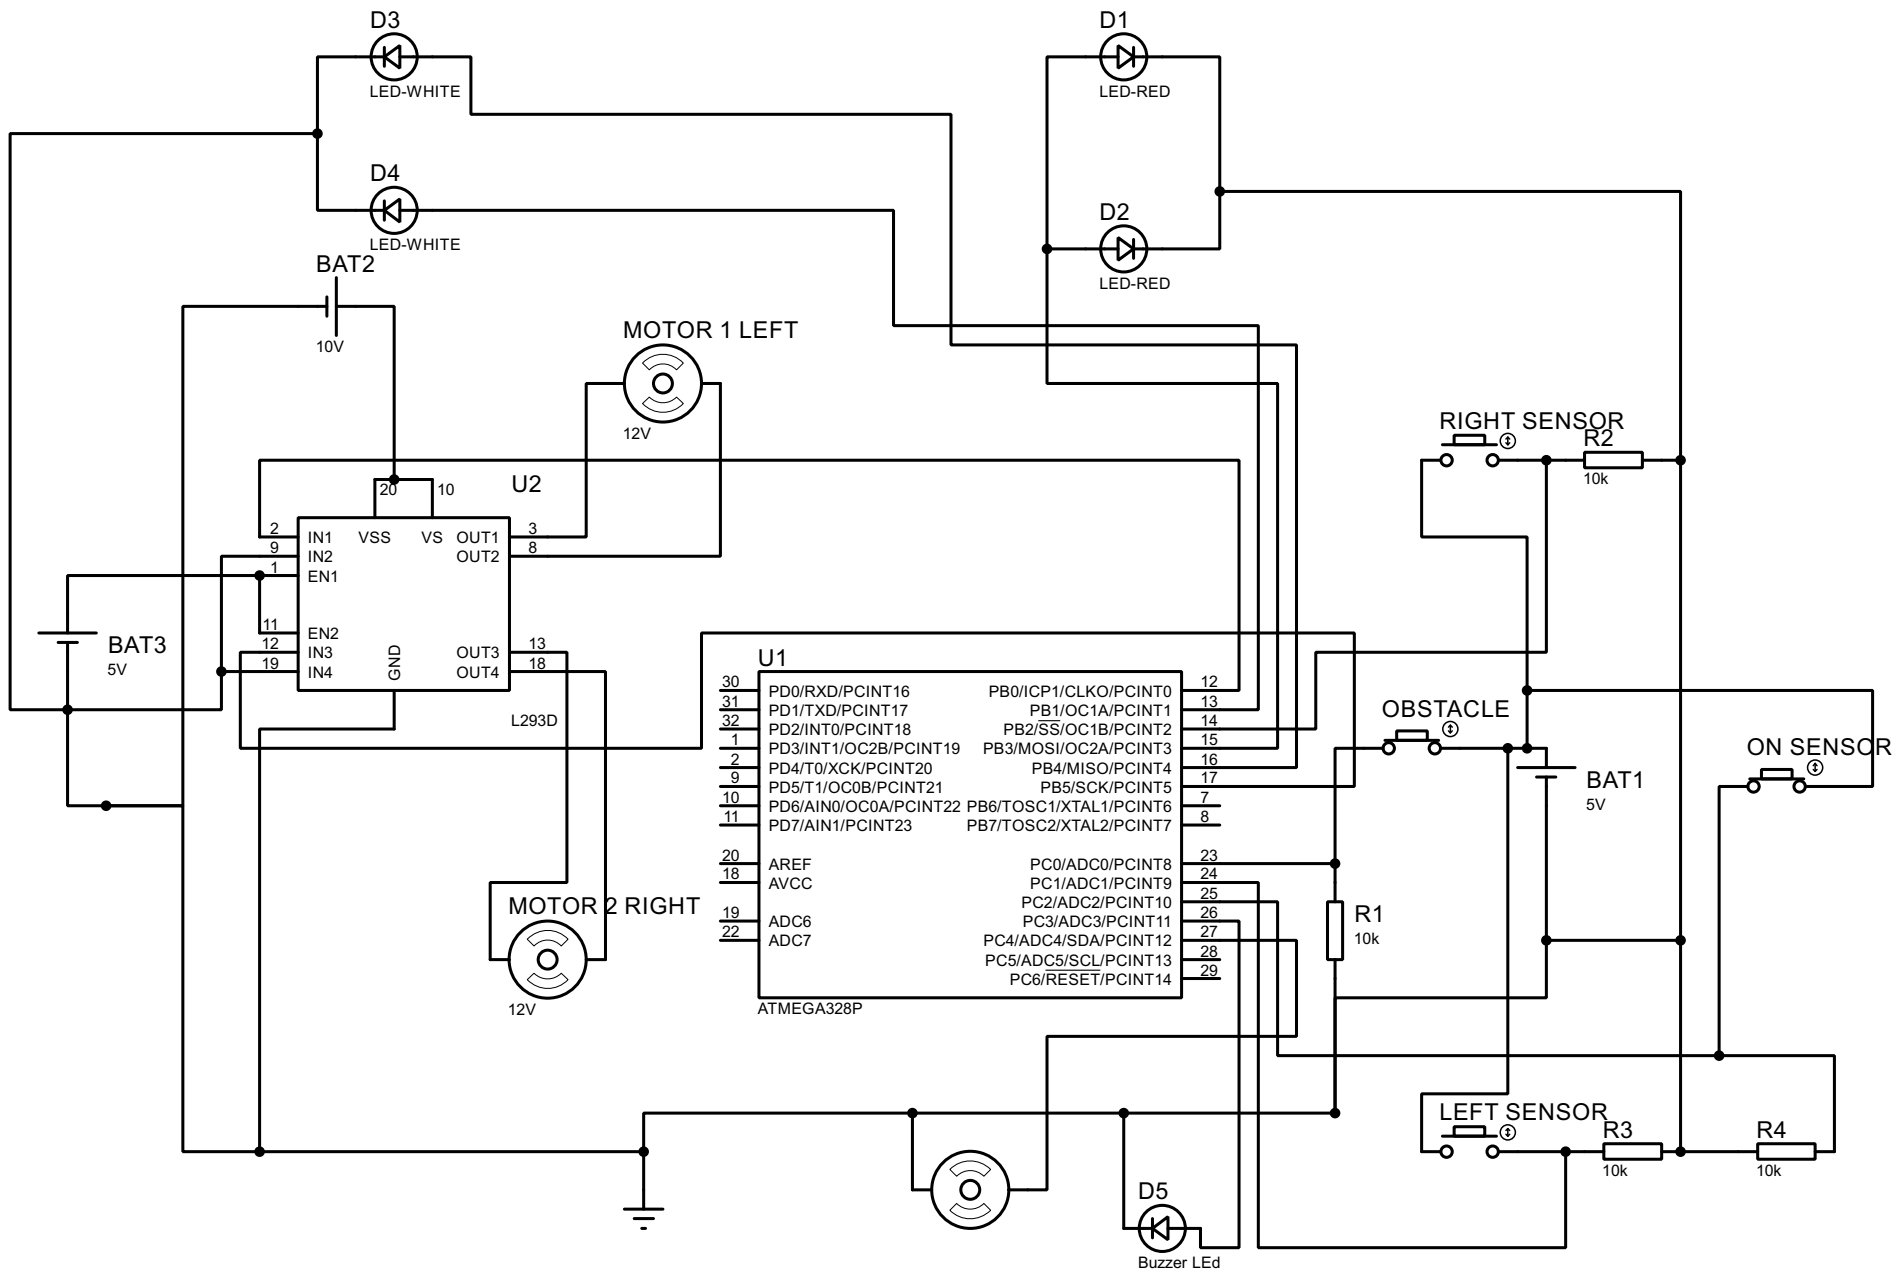 D3
LED-WHITE
D1
LED-RED
D4
LED-WHITE
D2
LED-RED
BAT2
10V
MOTOR 1 LEFT
12V
RIGHT SENSOR
R2
10k
U2
20
10
2
IN1
VSS
VS
OUT1
3
9
IN2
OUT2
8
1
EN1
11
EN2
12
IN3
OUT3
13
19
IN4
GND
OUT4
18
L293D
BAT3
5V
U1
30
PD0/RXD/PCINT16
PB0/ICP1/CLKO/PCINT0
12
31
PD1/TXD/PCINT17
PB1/OC1A/PCINT1
13
32
PD2/INT0/PCINT18
PB2/SS/OC1B/PCINT2
14
1
PD3/INT1/OC2B/PCINT19
PB3/MOSI/OC2A/PCINT3
15
2
PD4/T0/XCK/PCINT20
PB4/MISO/PCINT4
16
9
PD5/T1/OC0B/PCINT21
PB5/SCK/PCINT5
17
10
PD6/AIN0/OC0A/PCINT22
PB6/TOSC1/XTAL1/PCINT6
7
11
PD7/AIN1/PCINT23
PB7/TOSC2/XTAL2/PCINT7
8
20
AREF
PC0/ADC0/PCINT8
23
18
AVCC
PC1/ADC1/PCINT9
24
PC2/ADC2/PCINT10
25
19
ADC6
PC3/ADC3/PCINT11
26
22
ADC7
PC4/ADC4/SDA/PCINT12
27
PC5/ADC5/SCL/PCINT13
28
PC6/RESET/PCINT14
29
ATMEGA328P
OBSTACLE
ON SENSOR
BAT1
5V
R1
10k
MOTOR 2 RIGHT
12V
LEFT SENSOR
R3
10k
R4
10k
D5
Buzzer LEd